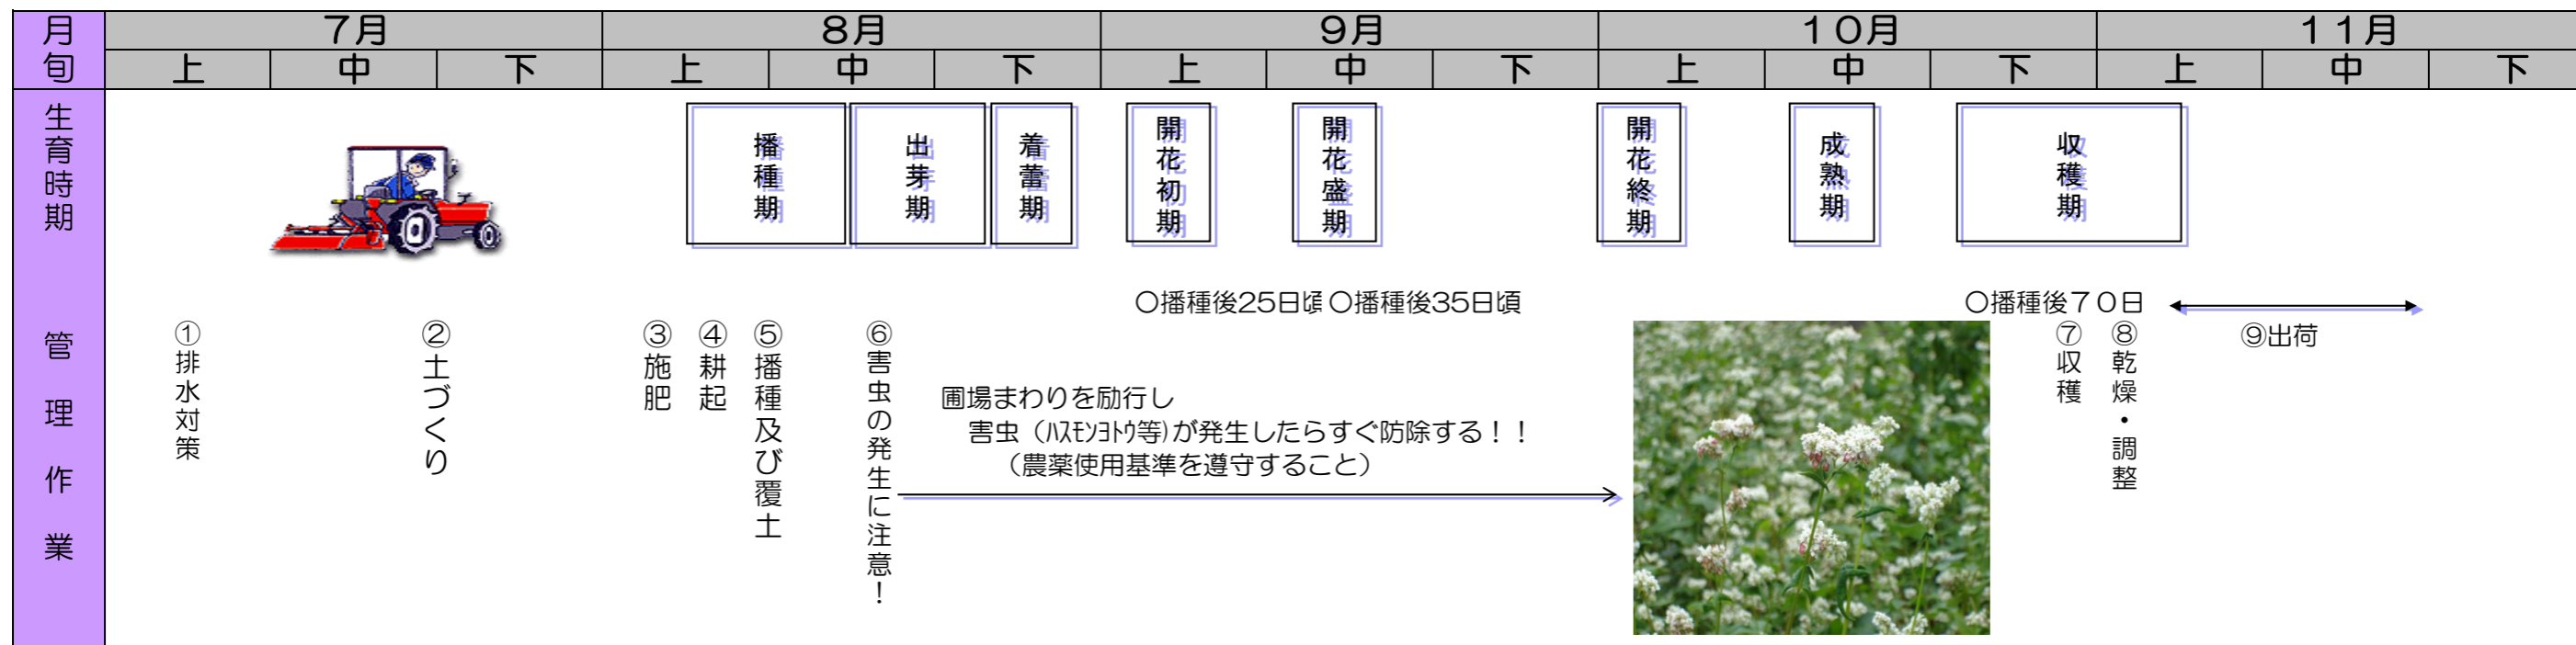 月 7月 8月 9月 10月 11月
旬 上 中 下 上 中 下 上 中 下 上 中 下 上 中 下
生育時期
播種期
出芽期
着蕾期
開花初期
開花盛期
開花終期
成熟期
収穫期
管理作業
○播種後25日頃
○播種後35日頃
○播種後70日
①排水対策
②土づくり
③施肥
④耕起
⑤播種及び覆土
⑥害虫の発生に注意!
圃場まわりを励行し
害虫(ﾊｽﾓﾝﾖﾄｳ等)が発生したらすぐ防除する!!
(農薬使用基準を遵守すること)
⑦収穫
⑧乾燥・調整
⑨出荷